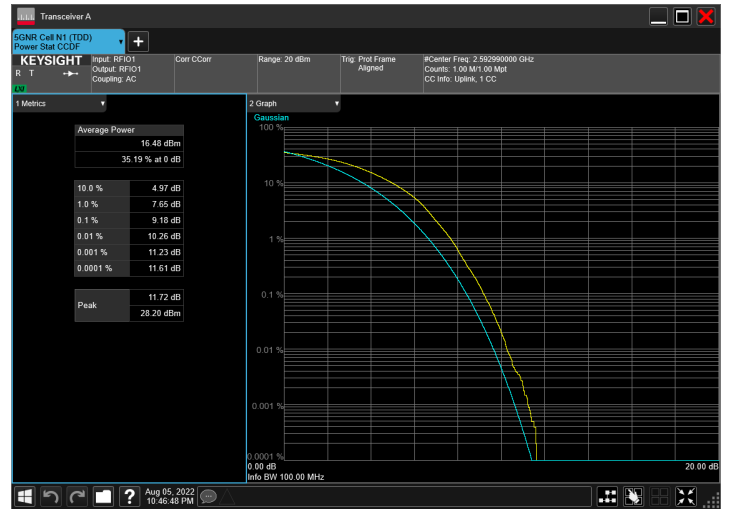 Transceiver A
5GNR Cell N1 (TDD)
Power Stat CCDF
KEYSIGHT
R T
LXI
Input: RFIO1
Output: RFIO1
Coupling: AC
Corr CCorr
Range: 20 dBm
Trig: Prot Frame
Aligned
#Center Freq: 2.592990000 GHz
Counts: 1.00 M/1.00 Mpt
CC Info: Uplink, 1 CC
1 Metrics
Average Power
16.48 dBm
35.19 % at 0 dB
10.0 % 4.97 dB
1.0 % 7.65 dB
0.1 % 9.18 dB
0.01 % 10.26 dB
0.001 % 11.23 dB
0.0001 % 11.61 dB
Peak
11.72 dB
28.20 dBm
2 Graph
Gaussian
100 %
10 %
1 %
0.1 %
0.01 %
0.001 %
0.0001 %
0.00 dB
20.00 dB
Info BW 100.00 MHz
?
Aug 05, 2022
10:46:48 PM